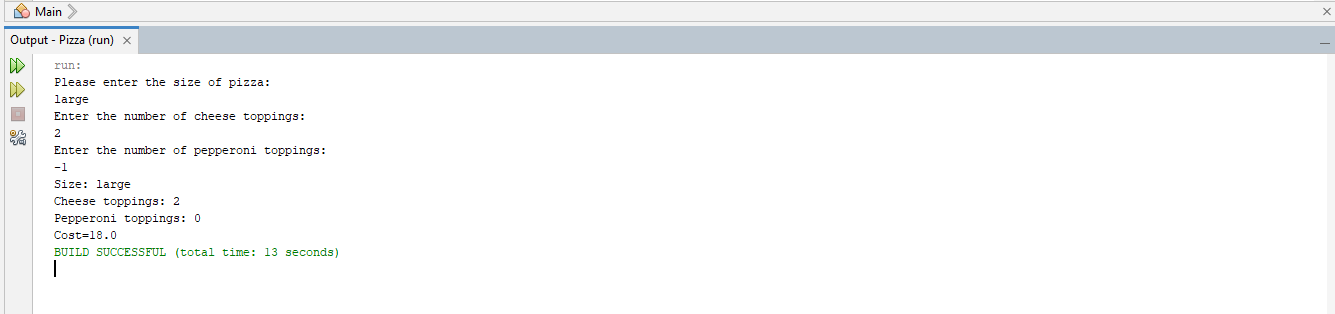 Main
Output - Pizza (run)
run:
Please enter the size of pizza:
large
Enter the number of cheese toppings:
2
Enter the number of pepperoni toppings:
-1
Size: large
Cheese toppings: 2
Pepperoni toppings: 0
Cost=18.0
BUILD SUCCESSFUL (total time: 13 seconds)